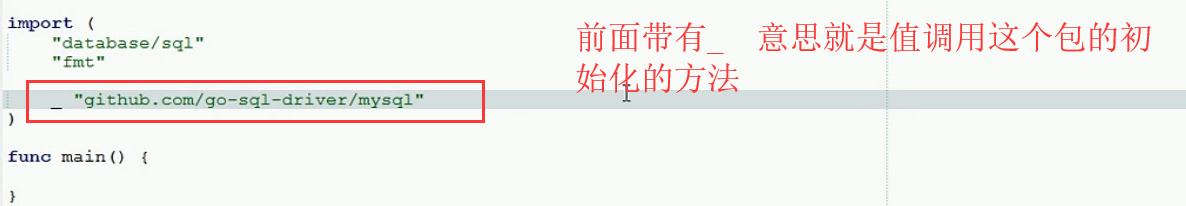 import (
"database/sql"
"fmt"
_ "github.com/go-sql-driver/mysql"
)
func main() {
}
前面带有_ 意思就是值调用这个包的初
始化的方法